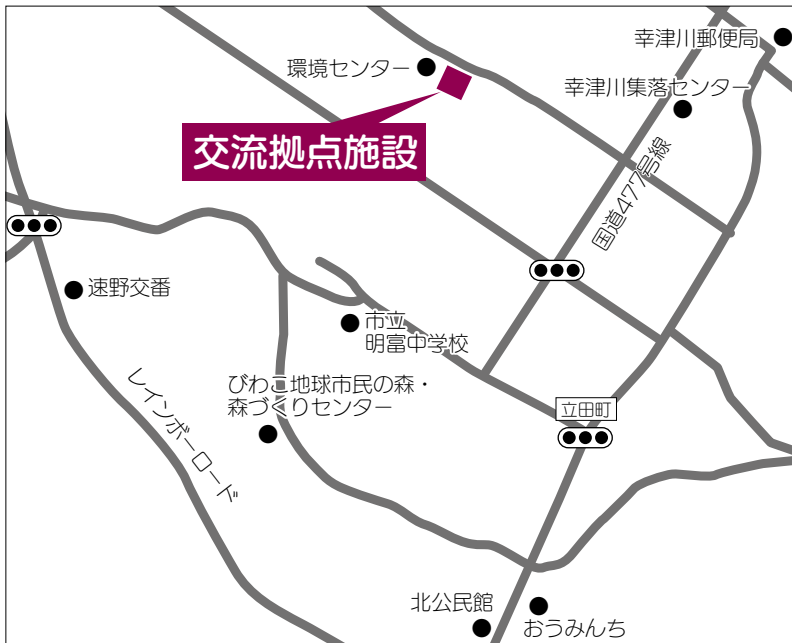 幸津川郵便局
環境センター
幸津川集落センター
交流拠点施設
国道477号線
速野交番
市立
明富中学校
びわこ地球市民の森・
森づくりセンター
レインボーロード
立田町
北公民館
おうみんち